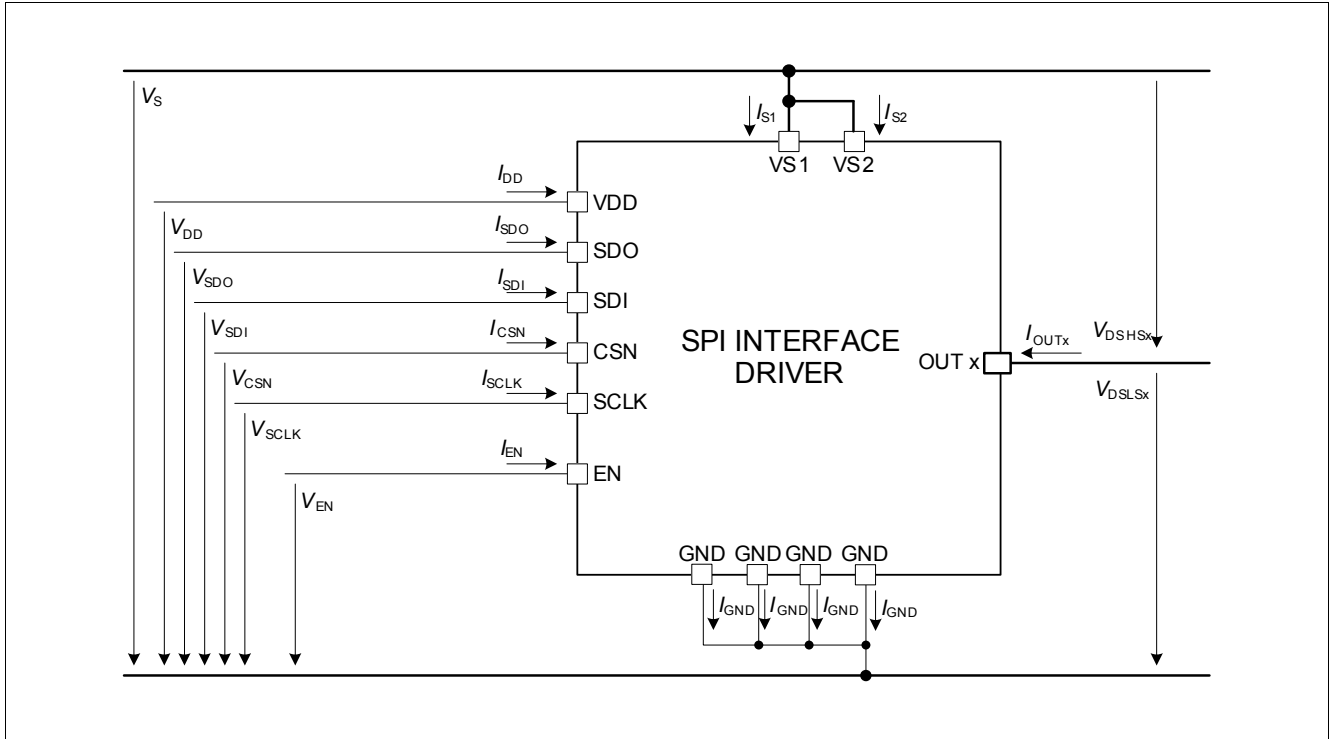 VS
IS1
IS2
VS1
VS2
IDD
VDD
VDD
ISDO
SDO
VSDO
ISDI
SDI
VSDI
ICSN
CSN
VCSN
ISCLK
SCLK
VSCLK
IEN
EN
VEN
SPI INTERFACE
DRIVER
OUT x
IOUTx
VDSHSx
VDSLSx
GND GND GND GND
IGND IGND IGND IGND